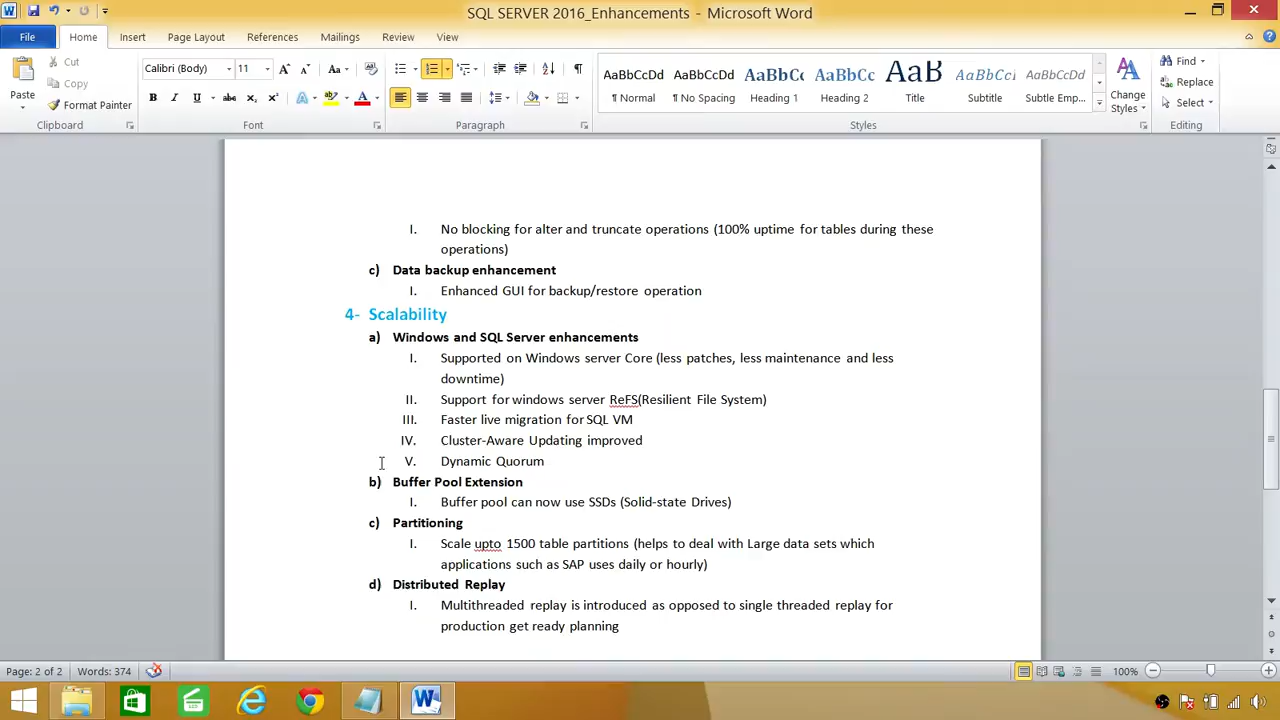 SQL SERVER 2016_Enhancements - Microsoft Word
File Home Insert Page Layout References Mailings Review View
Cut
Copy
Format Painter
Paste
Calibri (Body) 11
AaBbCcDd AaBbCcDd AaBbCc AaBbCc AaB AaBbCcI AaBbCcDd
¶ Normal ¶ No Spacing Heading 1 Heading 2 Title Subtitle Subtle Emp...
Change Styles
Find
Replace
Select
Clipboard Font Paragraph Styles Editing
I. No blocking for alter and truncate operations (100% uptime for tables during these
operations)
c) Data backup enhancement
I. Enhanced GUI for backup/restore operation
4- Scalability
a) Windows and SQL Server enhancements
I. Supported on Windows server Core (less patches, less maintenance and less
downtime)
II. Support for windows server ReFS(Resilient File System)
III. Faster live migration for SQL VM
IV. Cluster-Aware Updating improved
V. Dynamic Quorum
b) Buffer Pool Extension
I. Buffer pool can now use SSDs (Solid-state Drives)
c) Partitioning
I. Scale upto 1500 table partitions (helps to deal with Large data sets which
applications such as SAP uses daily or hourly)
d) Distributed Replay
I. Multithreaded replay is introduced as opposed to single threaded replay for
production get ready planning
Page: 2 of 2 Words: 374 100%